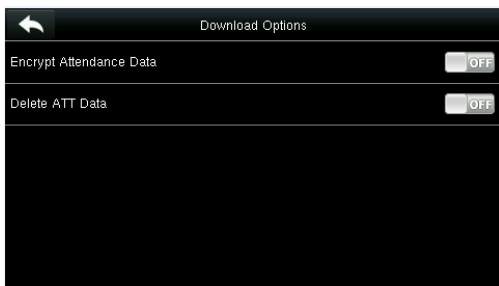 Download Options
Encrypt Attendance Data OFF
Delete ATT Data OFF